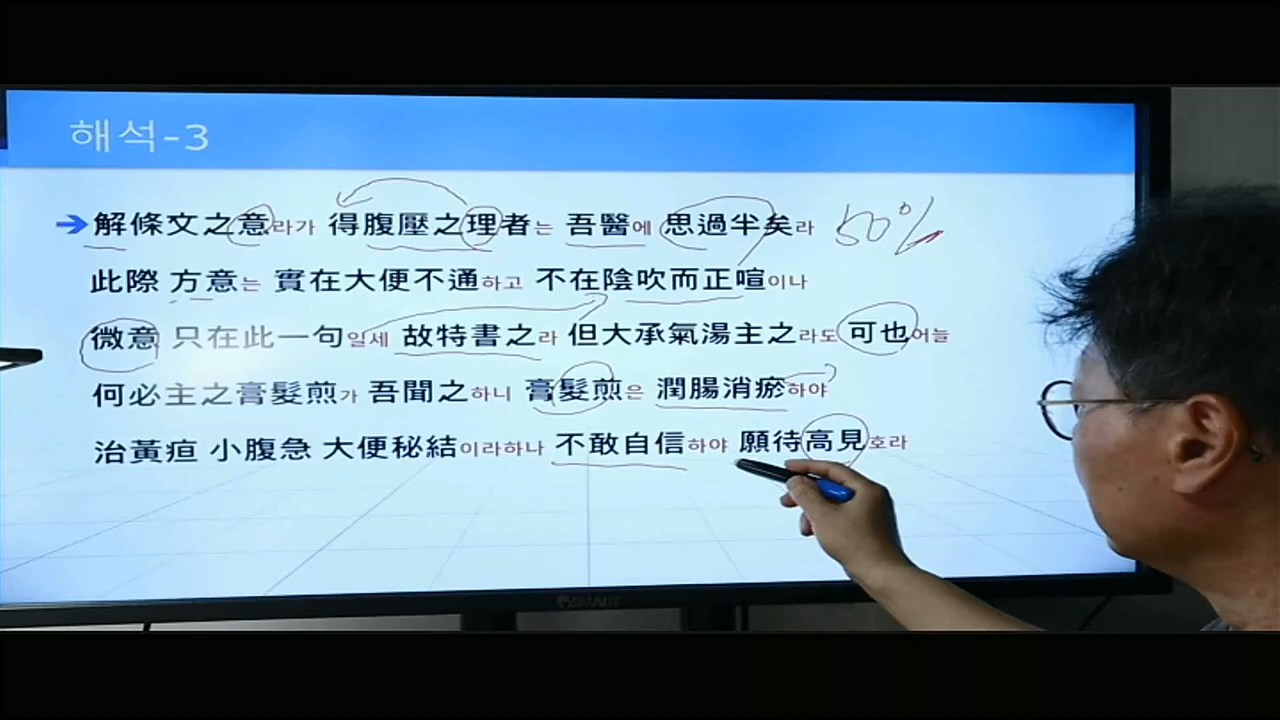 해석-3
➔ 解條文之意라가 得腹壓之理者는 吾醫에 思過半矣라 50%
此際 方意는 實在大便不通하고 不在陰吹而正喧이나
微意 只在此一句일세 故特書之라 但大承氣湯主之라도 可也어늘
何必主之膏髮煎가 吾聞之하니 膏髮煎은 潤腸消瘀하야
治黃疸 小腹急 大便秘結이라하나 不敢自信하야 願待高見호라